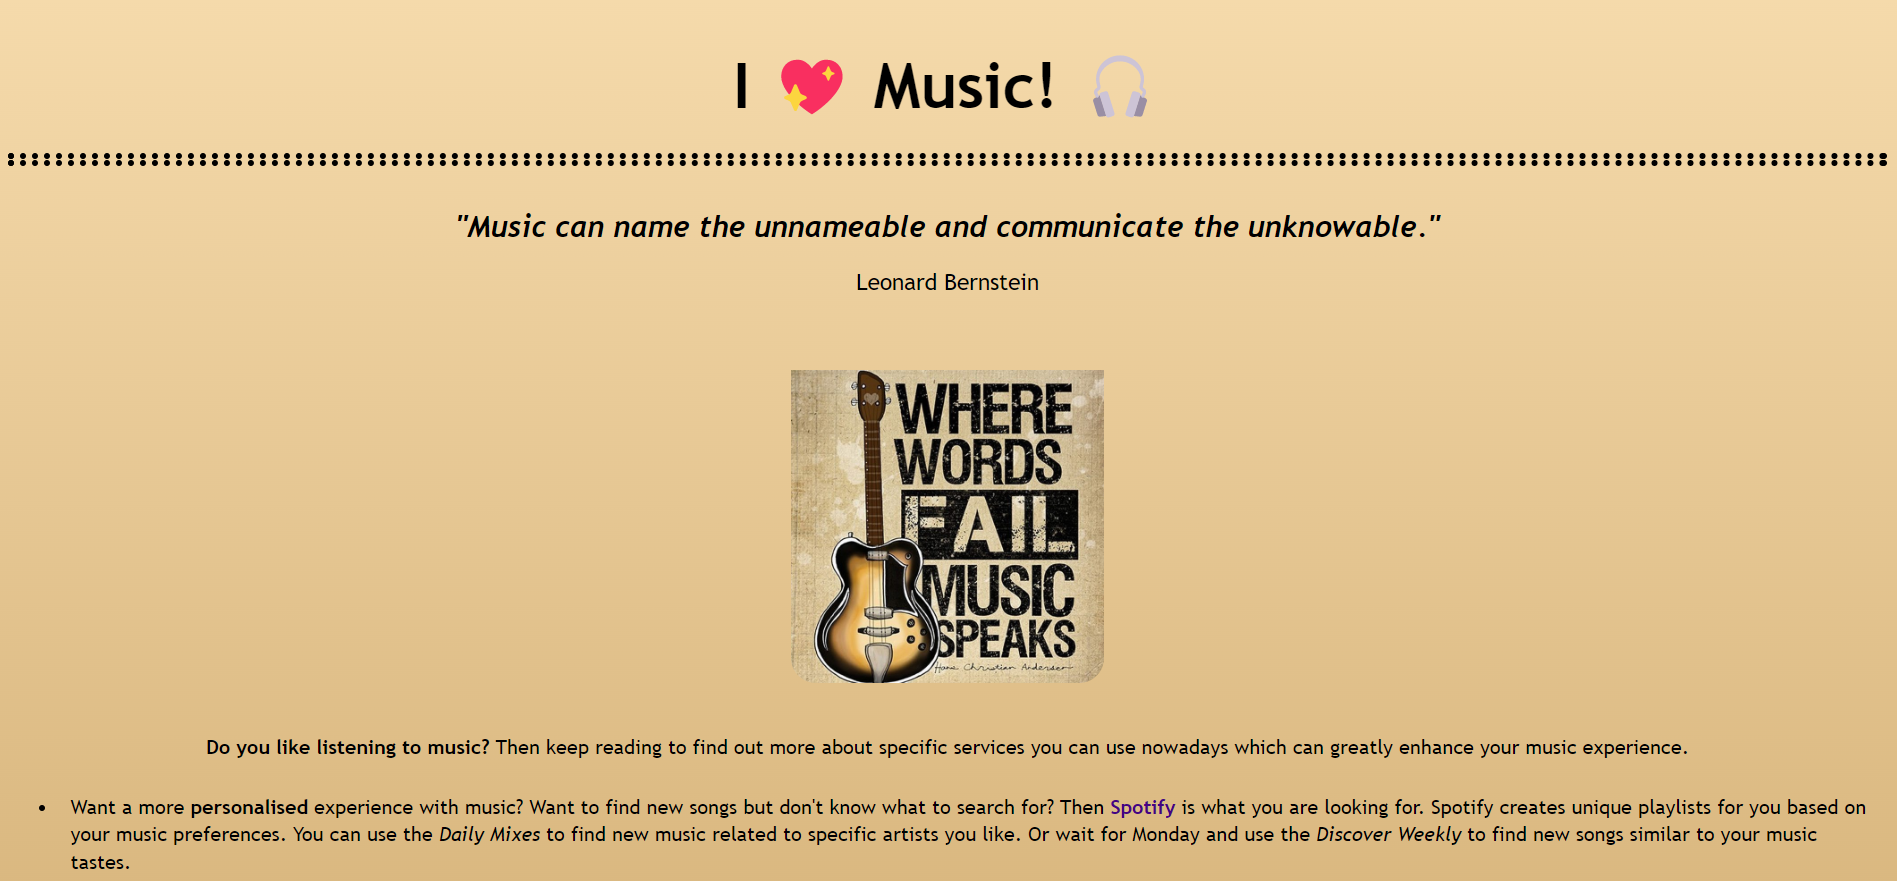 I 💖 Music! 🎧
"Music can name the unnameable and communicate the unknowable."
Leonard Bernstein
WHERE
WORDS
FAIL
MUSIC
SPEAKS
Hans Christian Andersen
Do you like listening to music? Then keep reading to find out more about specific services you can use nowadays which can greatly enhance your music experience.
• Want a more personalised experience with music? Want to find new songs but don't know what to search for? Then Spotify is what you are looking for. Spotify creates unique playlists for you based on
your music preferences. You can use the Daily Mixes to find new music related to specific artists you like. Or wait for Monday and use the Discover Weekly to find new songs similar to your music
tastes.